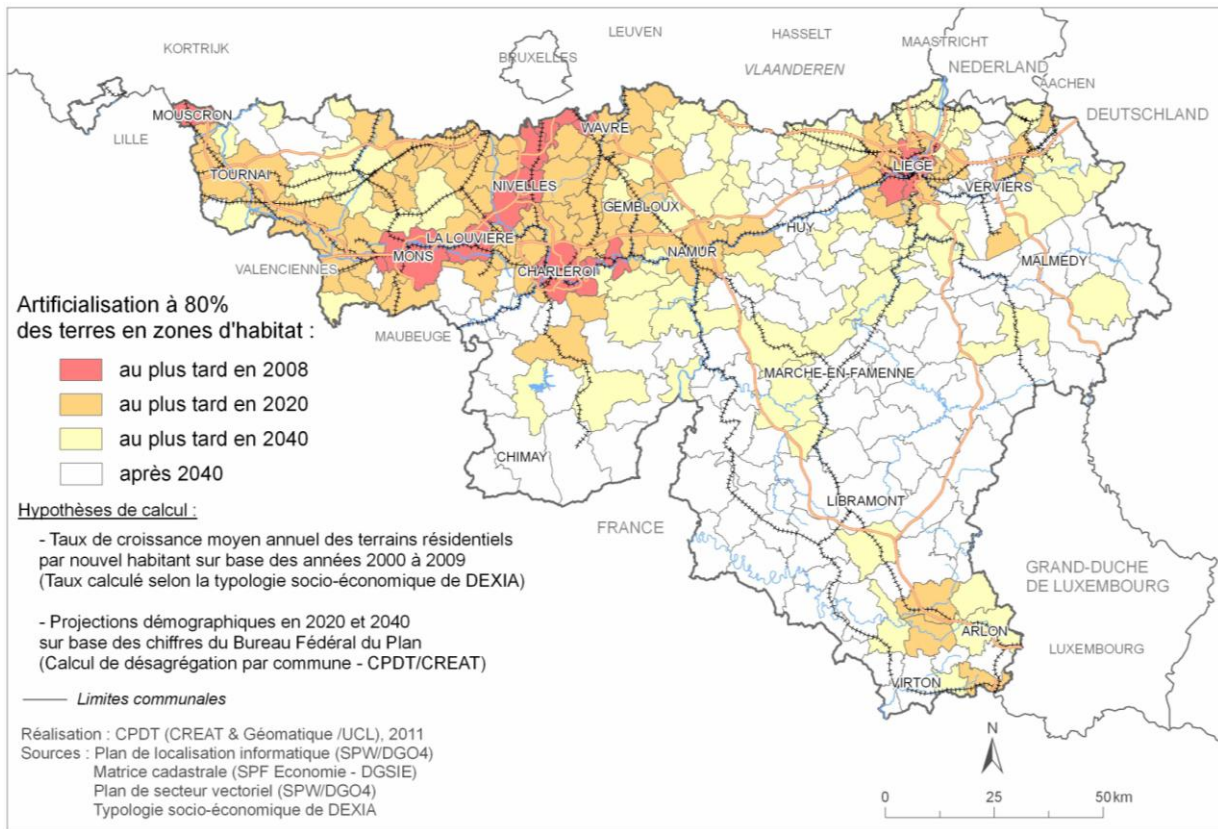 KORTRIJK
LEUVEN
HASSELT
MAASTRICHT
BRUXELLES
VLAANDEREN
NEDERLAND
AACHEN
DEUTSCHLAND
MOUSCRON
LILLE
WAVRE
LIEGE
TOURNAI
NIVELLES
VERVIERS
GEMBLOUX
HUY
LA LOUVIERE
MONS
NAMUR
VALENCIENNES
CHARLEROI
MALMEDY
MAUBEUGE
MARCHE-EN-FAMENNE
CHIMAY
LIBRAMONT
FRANCE
GRAND-DUCHE
DE LUXEMBOURG
ARLON
LUXEMBOURG
VIRTON
Artificialisation à 80%
des terres en zones d'habitat :
au plus tard en 2008
au plus tard en 2020
au plus tard en 2040
après 2040
Hypothèses de calcul :
- Taux de croissance moyen annuel des terrains résidentiels
par nouvel habitant sur base des années 2000 à 2009
(Taux calculé selon la typologie socio-économique de DEXIA)
- Projections démographiques en 2020 et 2040
sur base des chiffres du Bureau Fédéral du Plan
(Calcul de désagrégation par commune - CPDT/CREAT)
Limites communales
Réalisation : CPDT (CREAT & Géomatique /UCL), 2011
Sources : Plan de localisation informatique (SPW/DGO4)
Matrice cadastrale (SPF Economie - DGSIE)
Plan de secteur vectoriel (SPW/DGO4)
Typologie socio-économique de DEXIA
N
0 25 50 km